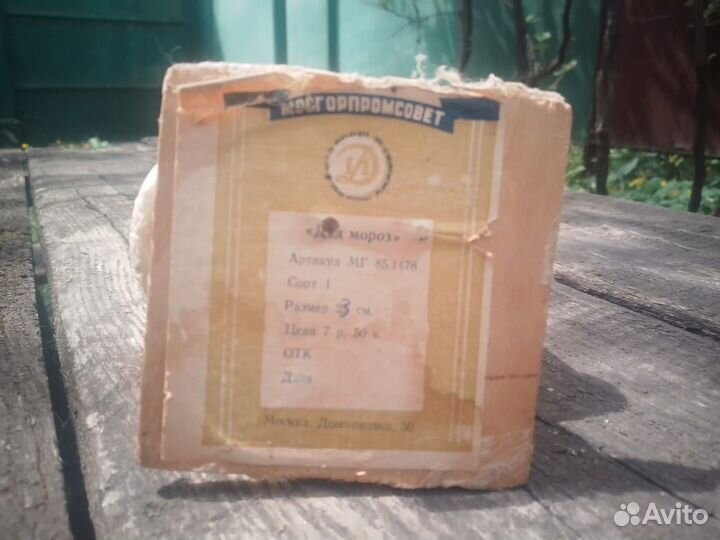 МОСГОРПРОМСОВЕТ
«Дед мороз»
Артикул МГ 85.1478
Сорт 1
Размер 3 см.
Цена 7 р. 50 к.
ОТК
Дата
Москва, Домниковка, 30
Avito